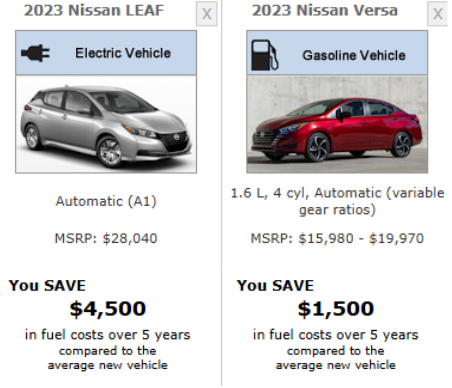 2023 Nissan LEAF
X
Electric Vehicle
Automatic (A1)
MSRP: $28,040
You SAVE
$4,500
in fuel costs over 5 years
compared to the
average new vehicle
2023 Nissan Versa
X
Gasoline Vehicle
1.6 L, 4 cyl, Automatic (variable
gear ratios)
MSRP: $15,980 - $19,970
You SAVE
$1,500
in fuel costs over 5 years
compared to the
average new vehicle